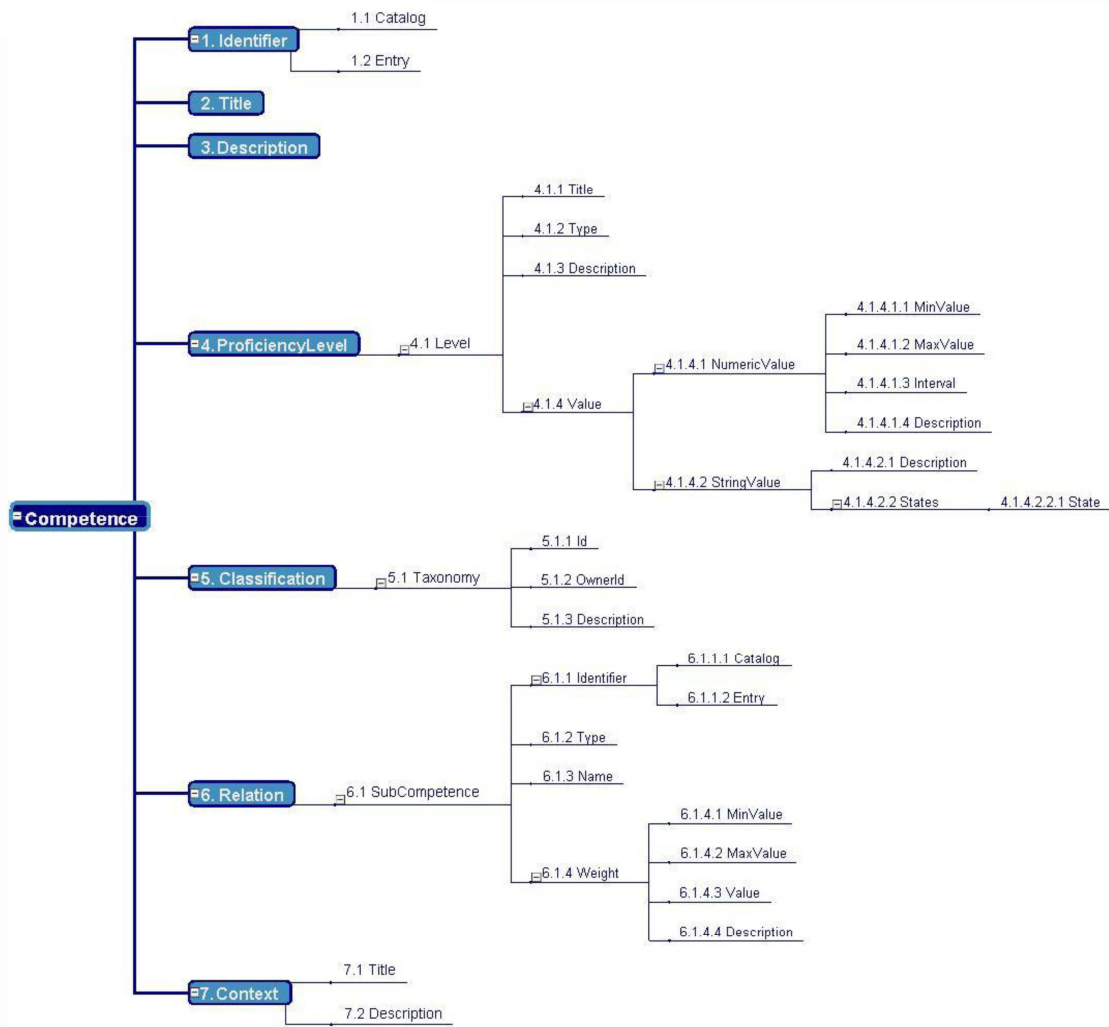 Competence
1. Identifier
1.1 Catalog
1.2 Entry
2. Title
3.Description
4.ProficiencyLevel
4.1 Level
4.1.1 Title
4.1.2 Type
4.1.3 Description
4.1.4 Value
4.1.4.1 NumericValue
4.1.4.1.1 MinValue
4.1.4.1.2 MaxValue
4.1.4.1.3 Interval
4.1.4.1.4 Description
4.1.4.2 StringValue
4.1.4.2.1 Description
4.1.4.2.2 States
4.1.4.2.2.1 State
5. Classification
5.1 Taxonomy
5.1.1 Id
5.1.2 OwnerId
5.1.3 Description
6. Relation
6.1 SubCompetence
6.1.1 Identifier
6.1.1.1 Catalog
6.1.1.2 Entry
6.1.2 Type
6.1.3 Name
6.1.4 Weight
6.1.4.1 MinValue
6.1.4.2 MaxValue
6.1.4.3 Value
6.1.4.4 Description
7. Context
7.1 Title
7.2 Description